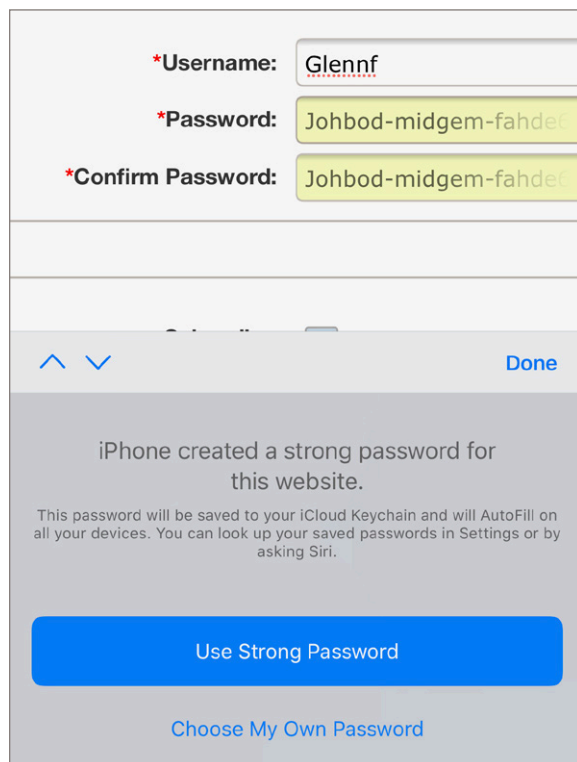 *Username: Glennf
*Password: Johbod-midgem-fahde6
*Confirm Password: Johbod-midgem-fahde6
Done
iPhone created a strong password for
this website.
This password will be saved to your iCloud Keychain and will AutoFill on
all your devices. You can look up your saved passwords in Settings or by
asking Siri.
Use Strong Password
Choose My Own Password